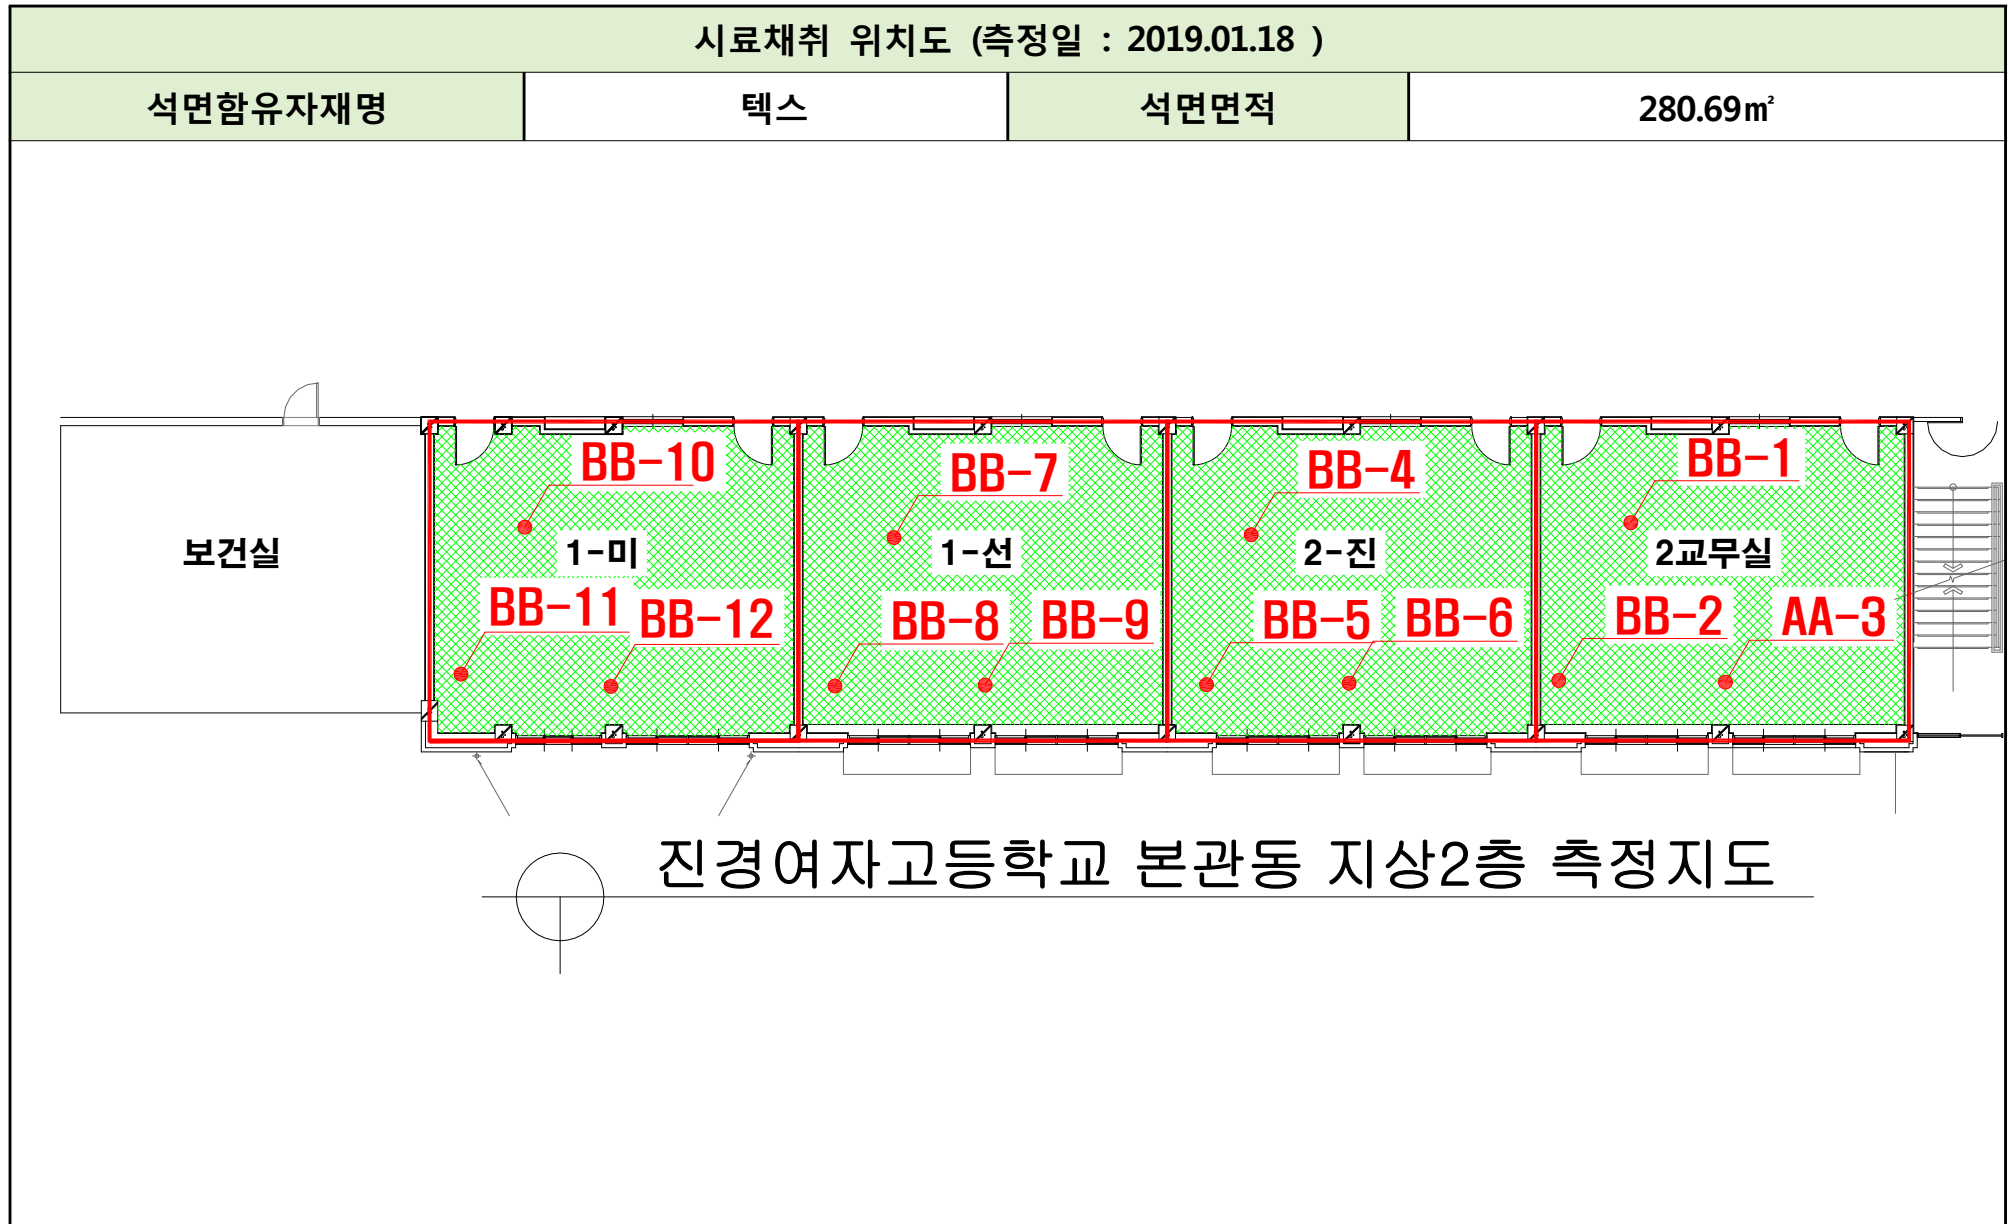 시료채취 위치도 (측정일 : 2019.01.18 )
석면함유자재명 텍스 석면면적 280.69㎡
BB-10 BB-7 BB-4 BB-1
보건실 1-미 1-선 2-진 2교무실
BB-11 BB-12 BB-8 BB-9 BB-5 BB-6 BB-2 AA-3
진경여자고등학교 본관동 지상2층 측정지도